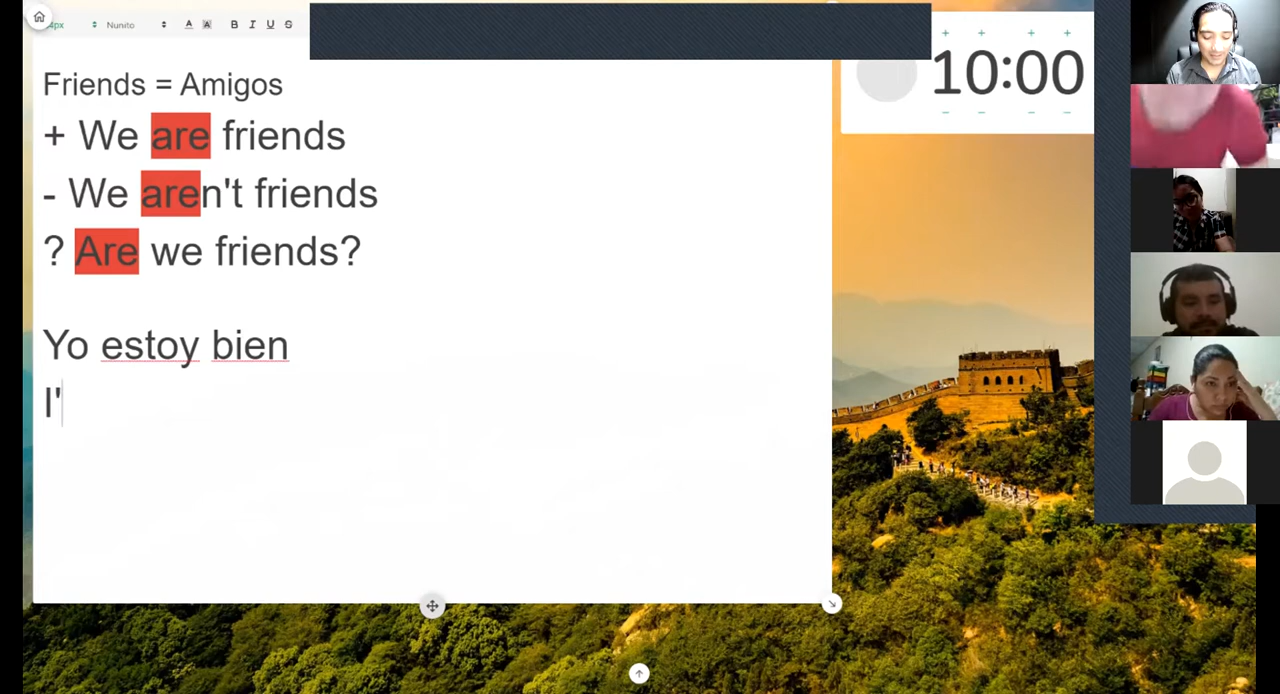 Nunito A A B I U S
Friends = Amigos
+ We are friends
- We aren't friends
? Are we friends?
Yo estoy bien
I'
10:00